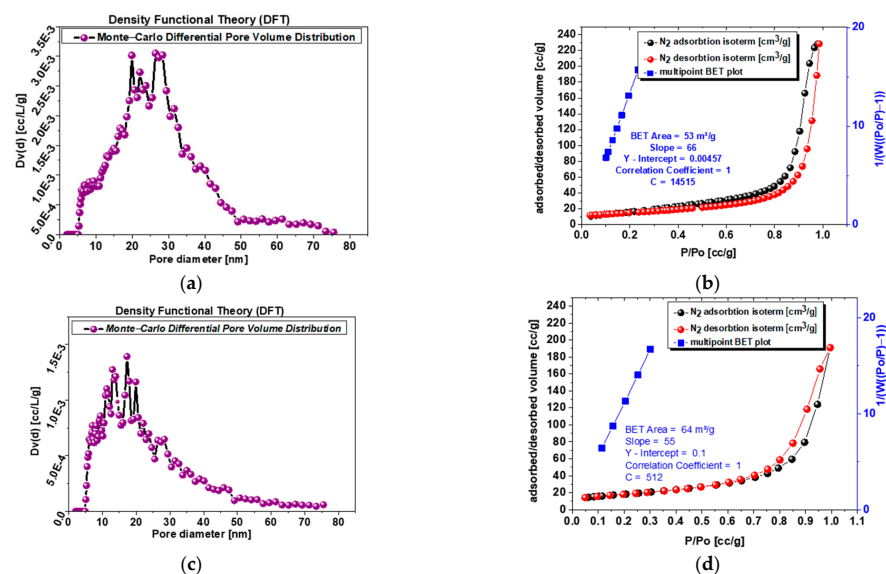 Density Functional Theory (DFT)
Monte−Carlo Differential Pore Volume Distribution
Dv(d) [cc/L/g]
3.5E-3
3.0E-3
2.5E-3
2.0E-3
1.5E-3
1.0E-3
5.0E-4
0.0
0 10 20 30 40 50 60 70 80
Pore diameter [nm]
(a)
N2 adsorbtion isoterm [cm3/g]
N2 desorbtion isoterm [cm3/g]
multipoint BET plot
adsorbed/desorbed volume [cc/g]
240
220
200
180
160
140
120
100
80
60
40
20
0
BET Area = 53 m²/g
Slope = 66
Y - Intercept = 0.00457
Correlation Coefficient = 1
C = 14515
0.0 0.2 0.4 0.6 0.8 1.0
P/Po [cc/g]
20
10
0
1/(W((Po/P)−1))
(b)
Density Functional Theory (DFT)
Monte−Carlo Differential Pore Volume Distribution
Dv(d) [cc/L/g]
1.5E-3
1.0E-3
5.0E-4
0.0
0 10 20 30 40 50 60 70 80
Pore diameter [nm]
(c)
N2 adsorbtion isoterm [cm3/g]
N2 desorbtion isoterm [cm3/g]
multipoint BET plot
adsorbed/desorbed volume [cc/g]
240
220
200
180
160
140
120
100
80
60
40
20
0
BET Area = 64 m²/g
Slope = 55
Y - Intercept = 0.1
Correlation Coefficient = 1
C = 512
0.0 0.1 0.2 0.3 0.4 0.5 0.6 0.7 0.8 0.9 1.0 1.1
P/Po [cc/g]
20
10
0
1/(W((Po/P)−1))
(d)